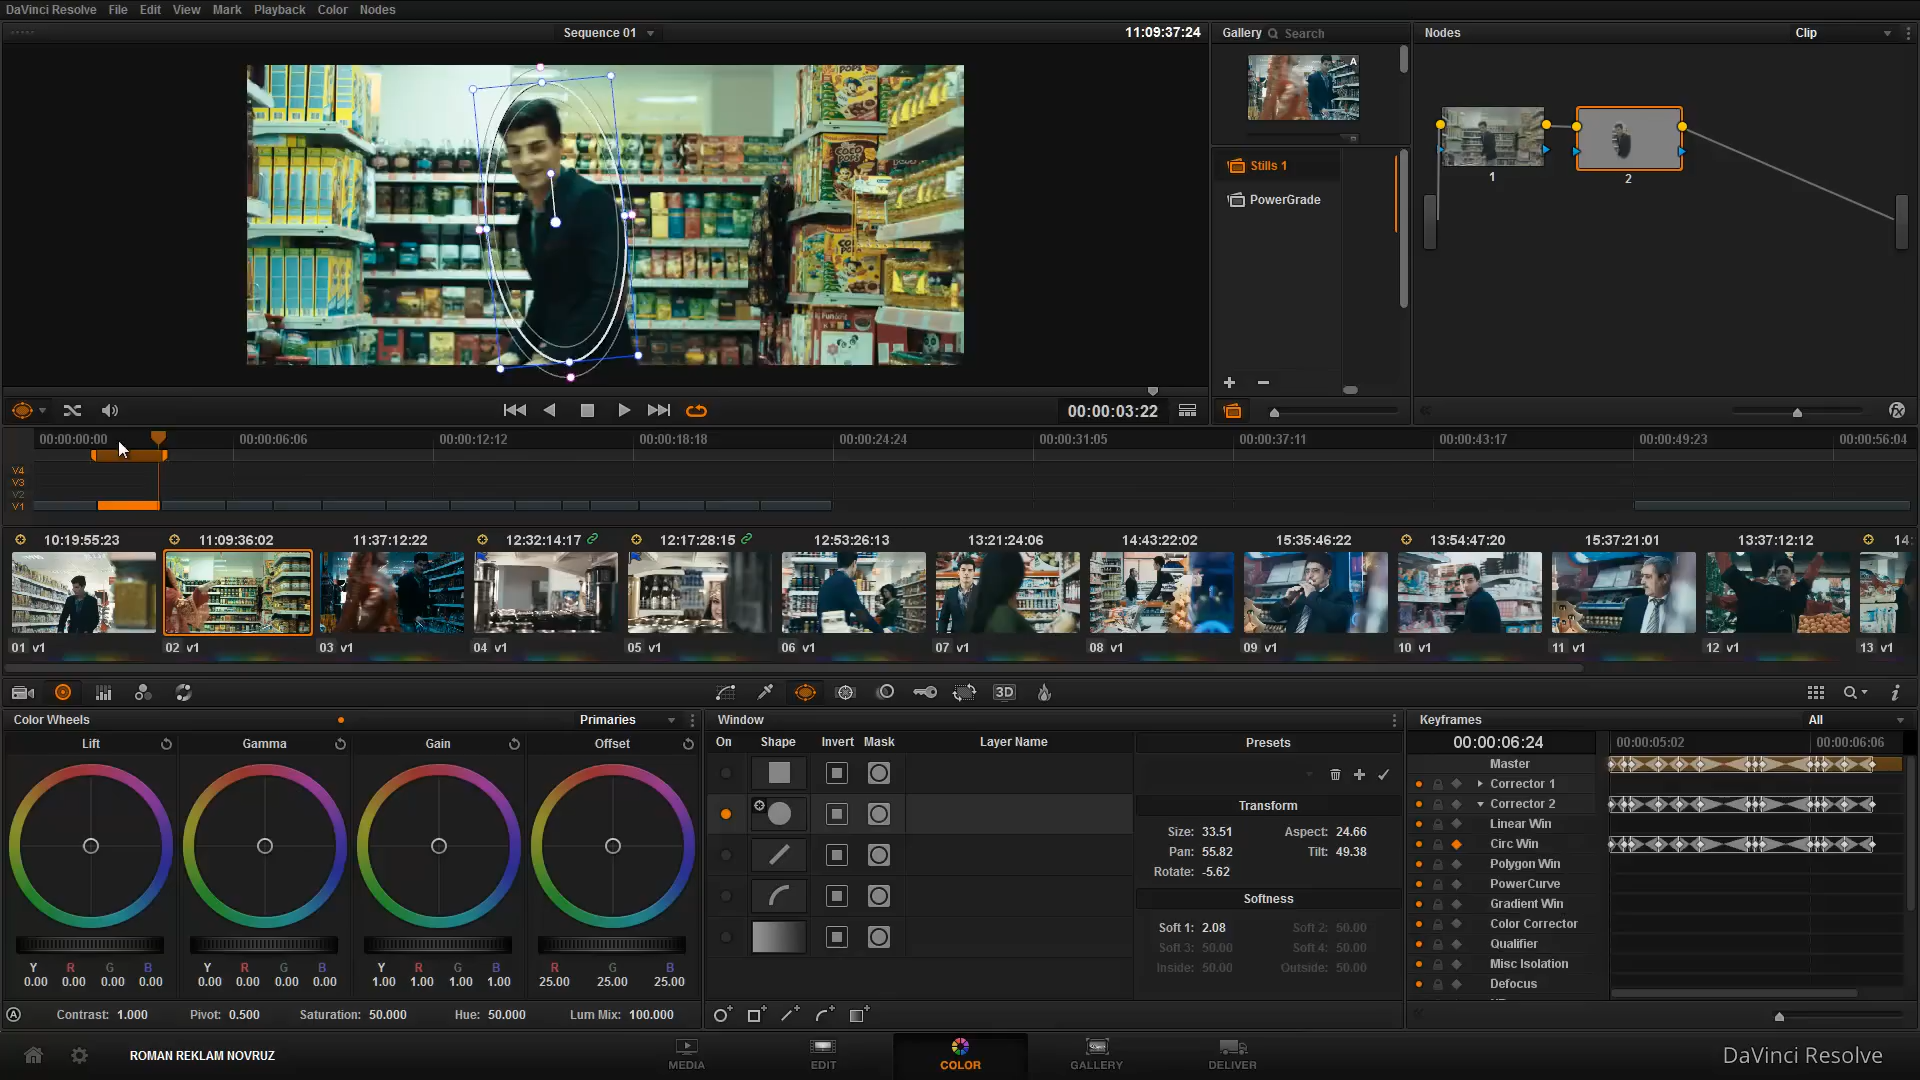 DaVinci Resolve File Edit View Mark Playback Color Nodes
Sequence 01
11:09:37:24
Gallery
Search
Nodes
Clip
A
Stills 1
PowerGrade
1
2
00:00:03:22
00:00:00:00
00:00:06:06
00:00:12:12
00:00:18:18
00:00:24:24
00:00:31:05
00:00:37:11
00:00:43:17
00:00:49:23
00:00:56:04
V4
V3
V2
V1
10:19:55:23
11:09:36:02
11:37:12:22
12:32:14:17
12:17:28:15
12:53:26:13
13:21:24:06
14:43:22:02
15:35:46:22
13:54:47:20
15:37:21:01
13:37:12:12
14:
01 v1
02 v1
03 v1
04 v1
05 v1
06 v1
07 v1
08 v1
09 v1
10 v1
11 v1
12 v1
13 v1
3D
Color Wheels
Primaries
Lift
Gamma
Gain
Offset
Y R G B
0.00 0.00 0.00 0.00
Y R G B
0.00 0.00 0.00 0.00
Y R G B
1.00 1.00 1.00 1.00
R G B
25.00 25.00 25.00
A
Contrast: 1.000
Pivot: 0.500
Saturation: 50.000
Hue: 50.000
Lum Mix: 100.000
Window
On Shape Invert Mask Layer Name
Presets
Transform
Size: 33.51 Aspect: 24.66
Pan: 55.82 Tilt: 49.38
Rotate: -5.62
Softness
Soft 1: 2.08 Soft 2: 50.00
Soft 3: 50.00 Soft 4: 50.00
Inside: 50.00 Outside: 50.00
Keyframes
All
00:00:06:24
00:00:05:02
00:00:06:06
Master
Corrector 1
Corrector 2
Linear Win
Circ Win
Polygon Win
PowerCurve
Gradient Win
Color Corrector
Qualifier
Misc Isolation
Defocus
ROMAN REKLAM NOVRUZ
MEDIA
EDIT
COLOR
GALLERY
DELIVER
DaVinci Resolve